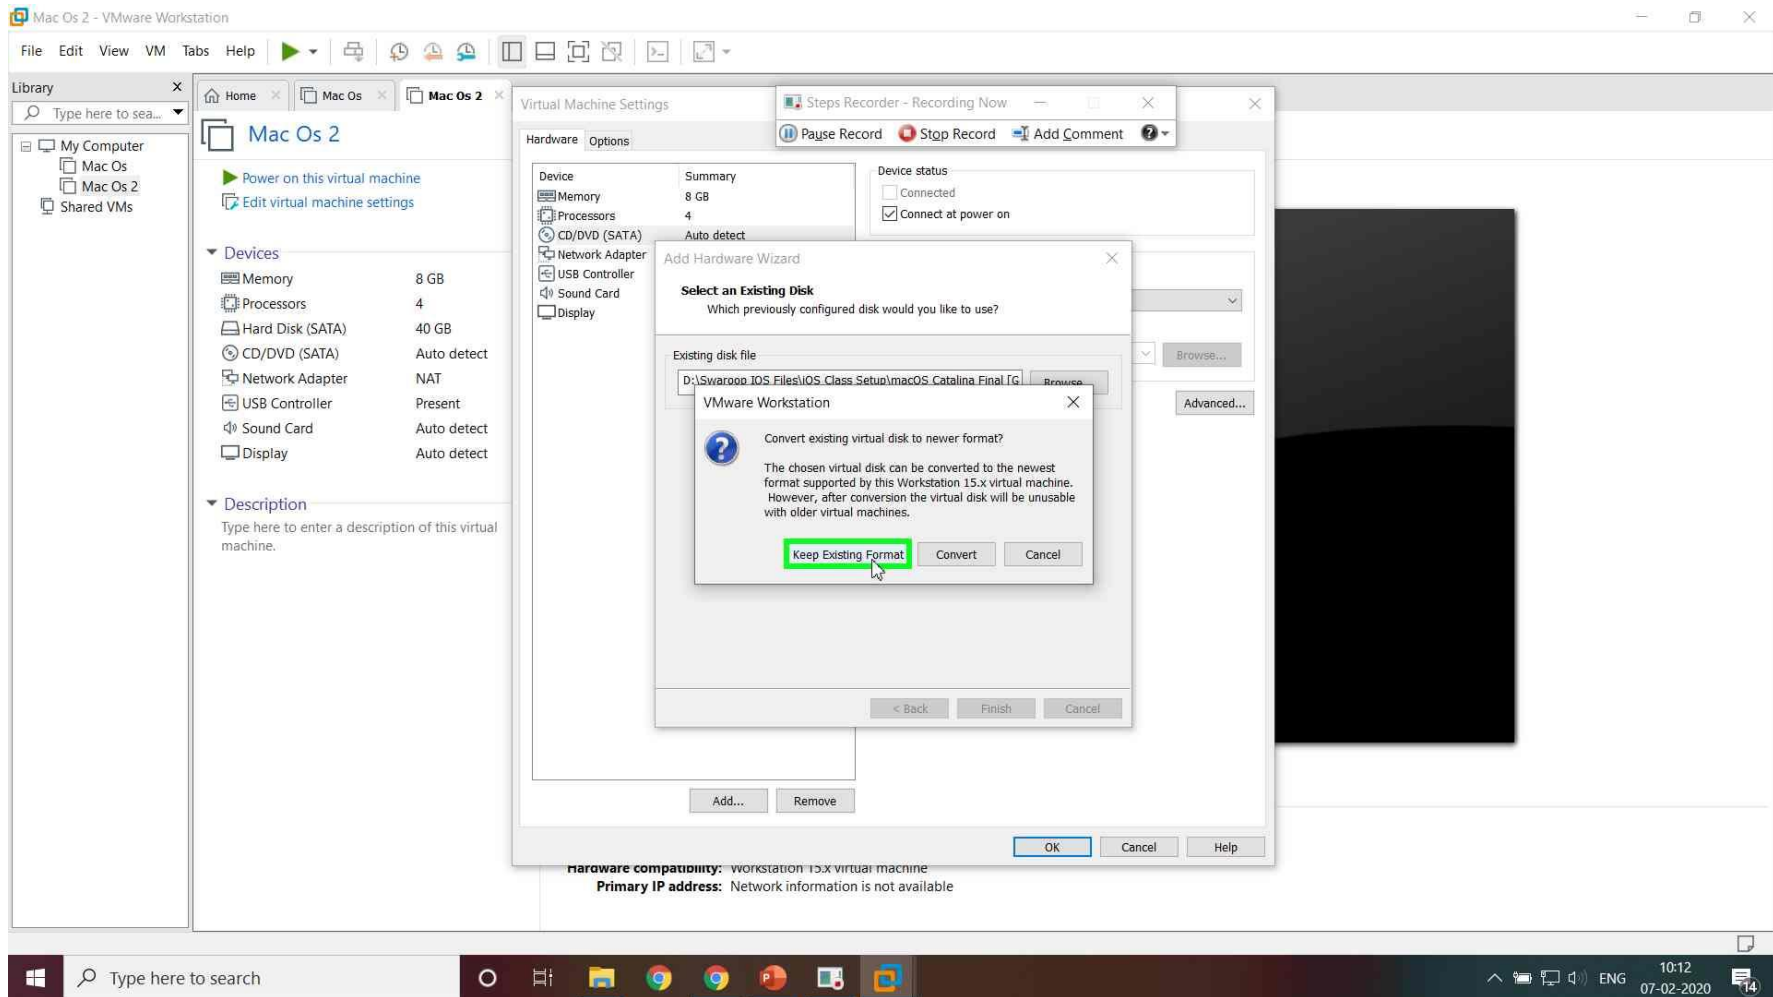 Mac Os 2 - VMware Workstation
File Edit View VM Tabs Help
Library
Type here to sea...
My Computer
Mac Os
Mac Os 2
Shared VMs
Home
Mac Os
Mac Os 2
Mac Os 2
Power on this virtual machine
Edit virtual machine settings
Devices
Memory 8 GB
Processors 4
Hard Disk (SATA) 40 GB
CD/DVD (SATA) Auto detect
Network Adapter NAT
USB Controller Present
Sound Card Auto detect
Display Auto detect
Description
Type here to enter a description of this virtual
machine.
Virtual Machine Settings
Steps Recorder - Recording Now
Pause Record Stop Record Add Comment
Hardware Options
Device Summary
Memory 8 GB
Processors 4
CD/DVD (SATA) Auto detect
Network Adapter
USB Controller
Sound Card
Display
Device status
Connected
Connect at power on
Browse...
Advanced...
Add Hardware Wizard
Select an Existing Disk
Which previously configured disk would you like to use?
Existing disk file
D:\Swaroop IOS Files\iOS Class Setup\macOS Catalina Final [G
Browse
VMware Workstation
Convert existing virtual disk to newer format?
The chosen virtual disk can be converted to the newest
format supported by this Workstation 15.x virtual machine.
However, after conversion the virtual disk will be unusable
with older virtual machines.
Keep Existing Format Convert Cancel
< Back Finish Cancel
Add... Remove
OK Cancel Help
Hardware compatibility: Workstation 15.x virtual machine
Primary IP address: Network information is not available
Type here to search
ENG
10:12
07-02-2020
14